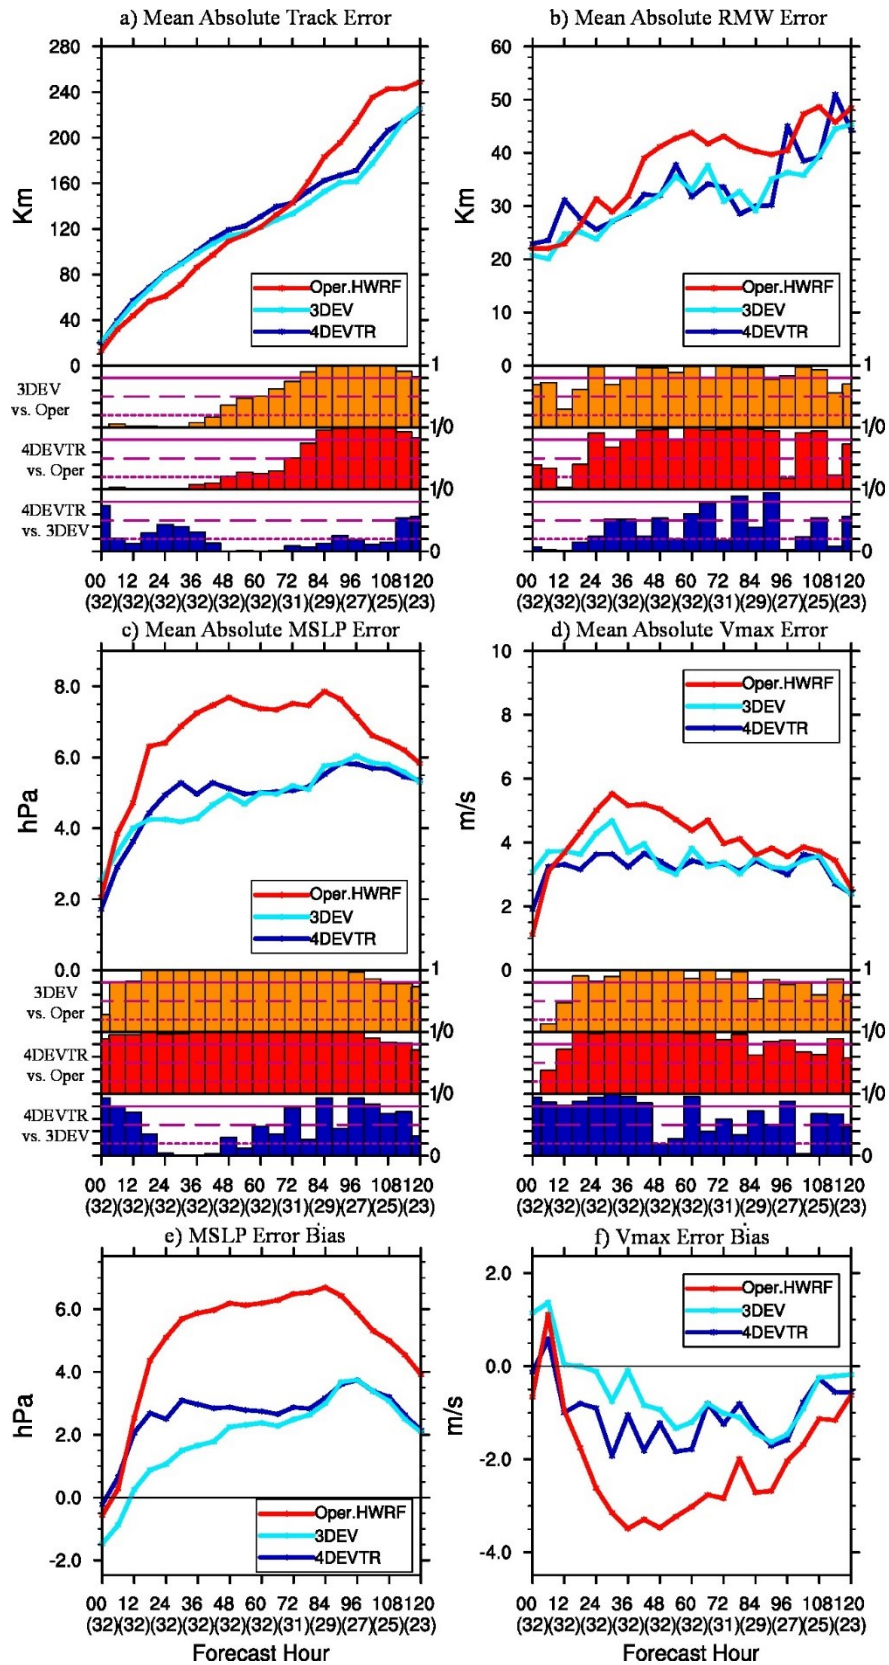 a) Mean Absolute Track Error
b) Mean Absolute RMW Error
280
240
200
160
120
80
40
0
Km
Oper.HWRF
3DEV
4DEVTR
60
50
40
30
20
10
0
Km
Oper.HWRF
3DEV
4DEVTR
3DEV
vs. Oper
4DEVTR
vs. Oper
4DEVTR
vs. 3DEV
1
1/0
1/0
0
1
1/0
1/0
0
00 12 24 36 48 60 72 84 96 108120
(32)(32)(32)(32)(32)(32)(31)(29)(27)(25)(23)
00 12 24 36 48 60 72 84 96 108 120
(32)(32)(32)(32)(32)(32)(31)(29)(27)(25)(23)
c) Mean Absolute MSLP Error
d) Mean Absolute Vmax Error
8.0
6.0
4.0
2.0
0.0
hPa
Oper.HWRF
3DEV
4DEVTR
10
8
6
4
2
0
m/s
Oper.HWRF
3DEV
4DEVTR
3DEV
vs. Oper
4DEVTR
vs. Oper
4DEVTR
vs. 3DEV
1
1/0
1/0
0
1
1/0
1/0
0
00 12 24 36 48 60 72 84 96 108120
(32)(32)(32)(32)(32)(32)(31)(29)(27)(25)(23)
00 12 24 36 48 60 72 84 96 108 120
(32)(32)(32)(32)(32)(32)(31)(29)(27)(25)(23)
e) MSLP Error Bias
f) Vmax Error Bias
6.0
4.0
2.0
0.0
-2.0
hPa
Oper.HWRF
3DEV
4DEVTR
2.0
0.0
-2.0
-4.0
m/s
Oper.HWRF
3DEV
4DEVTR
00 12 24 36 48 60 72 84 96 108120
(32)(32)(32)(32)(32)(32)(31)(29)(27)(25)(23)
Forecast Hour
00 12 24 36 48 60 72 84 96 108 120
(32)(32)(32)(32)(32)(32)(31)(29)(27)(25)(23)
Forecast Hour